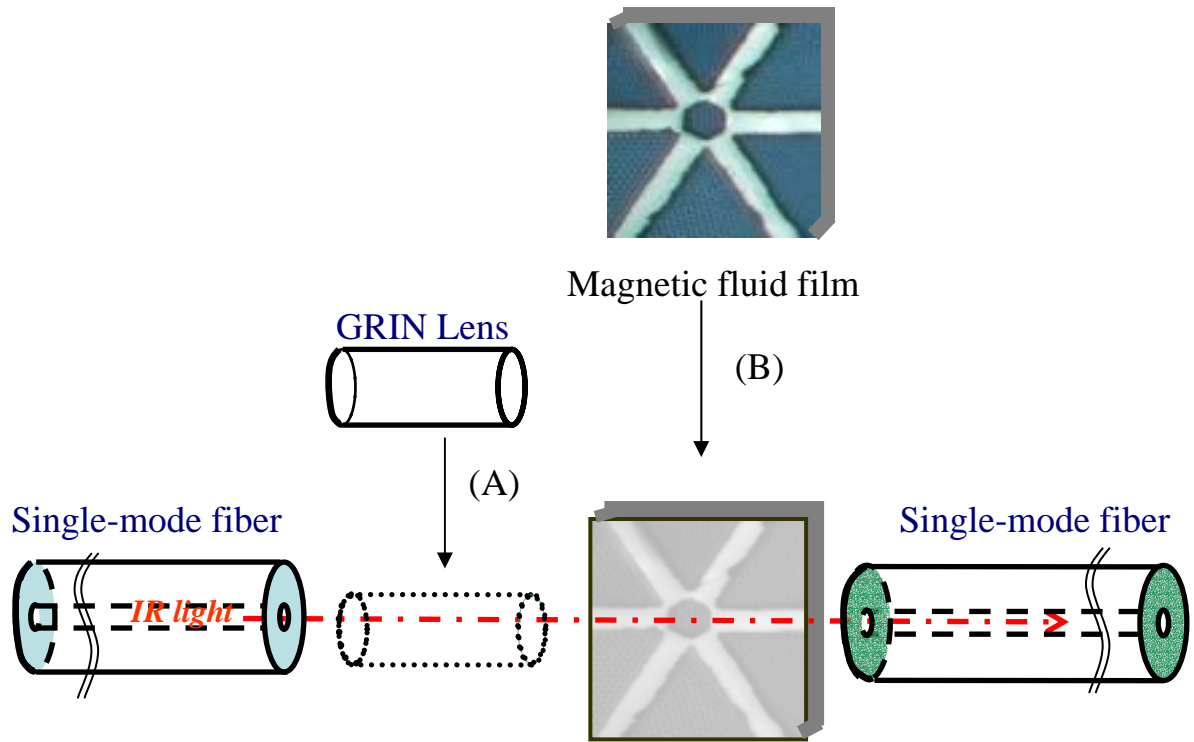 Magnetic fluid film
GRIN Lens
(B)
(A)
Single-mode fiber
Single-mode fiber
IR light